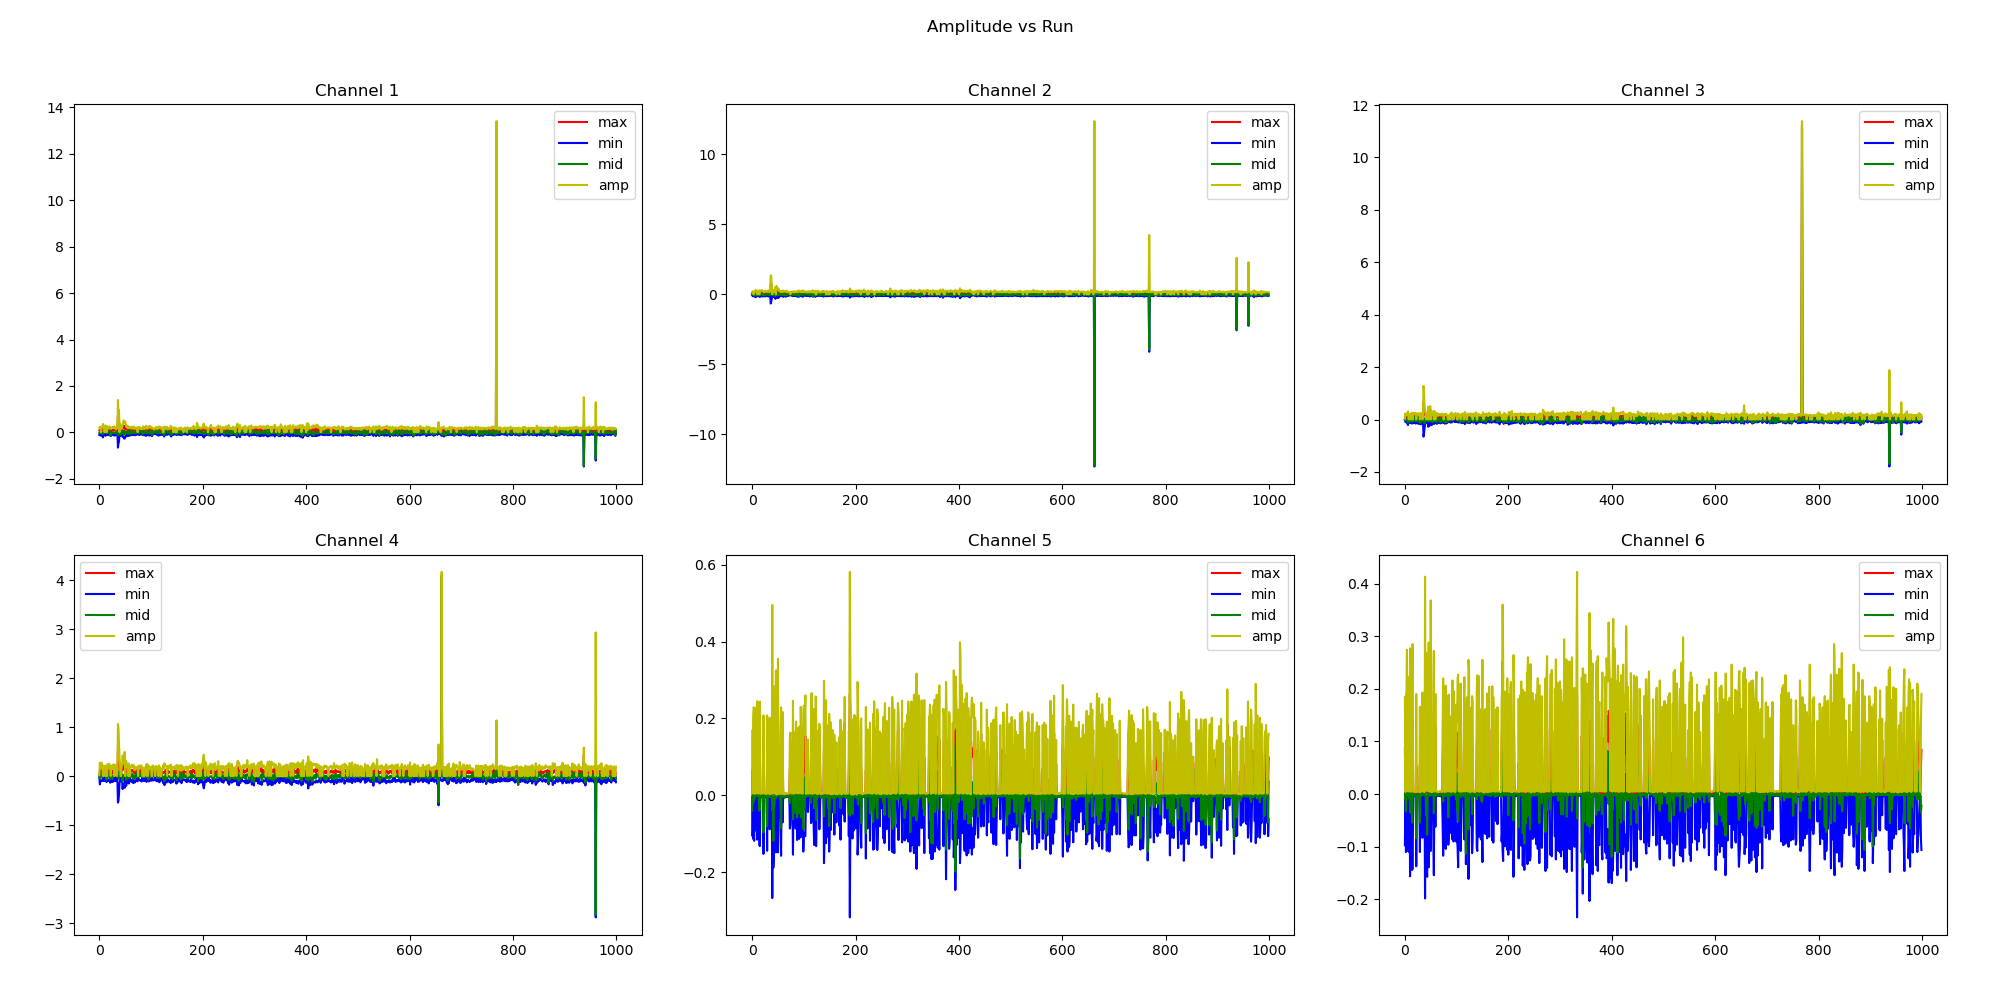 Amplitude vs Run
Channel 1
14
12
10
8
6
4
2
0
−2
0 200 400 600 800 1000
max
min
mid
amp
Channel 2
10
5
0
−5
−10
0 200 400 600 800 1000
max
min
mid
amp
Channel 3
12
10
8
6
4
2
0
−2
0 200 400 600 800 1000
max
min
mid
amp
Channel 4
4
3
2
1
0
−1
−2
−3
0 200 400 600 800 1000
max
min
mid
amp
Channel 5
0.6
0.4
0.2
0.0
−0.2
0 200 400 600 800 1000
max
min
mid
amp
Channel 6
0.4
0.3
0.2
0.1
0.0
−0.1
−0.2
0 200 400 600 800 1000
max
min
mid
amp